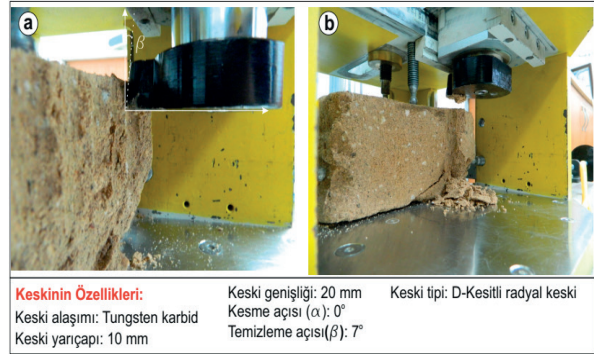 a
β
b
Keskinin Özellikleri:
Keski alaşımı: Tungsten karbid
Keski yarıçapı: 10 mm
Keski genişliği: 20 mm
Kesme açısı (α): 0°
Temizleme açısı(β): 7°
Keski tipi: D-Kesitli radyal keski